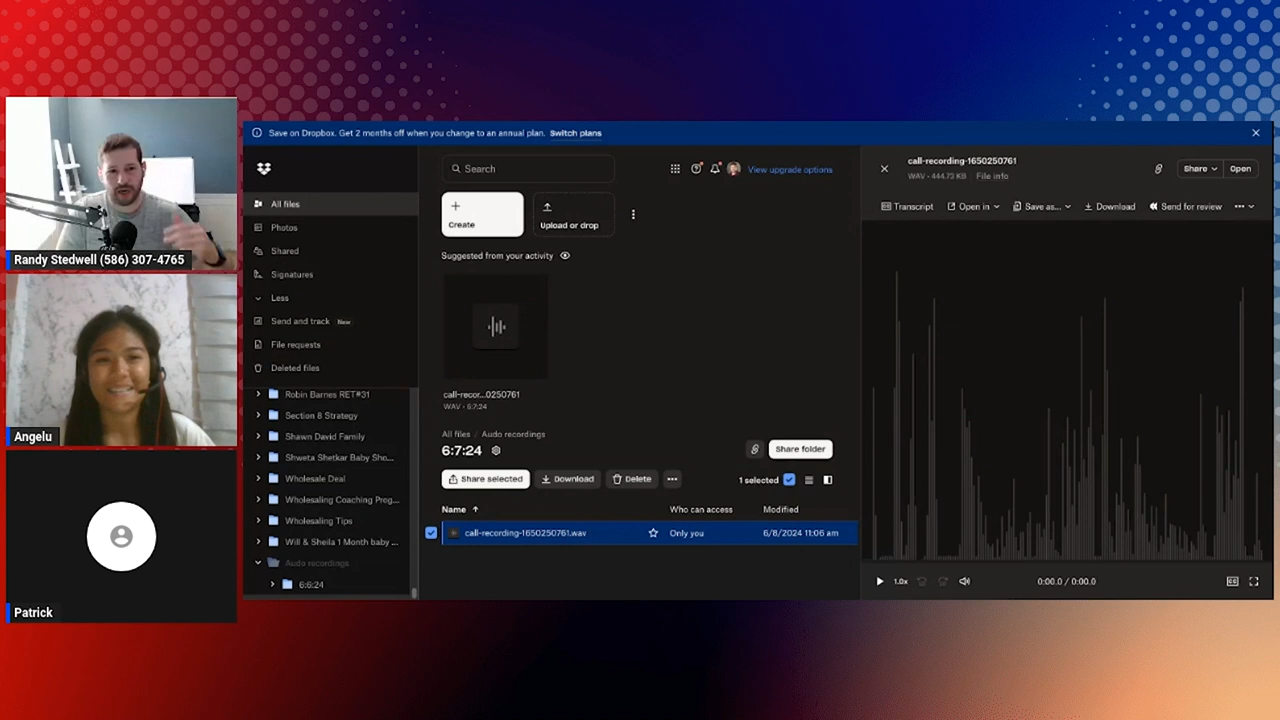 Randy Stedwell (586) 307-4765
Angelu
Patrick
Save on Dropbox. Get 2 months off when you change to an annual plan. Switch plans
All files
Photos
Shared
Signatures
Less
Send and track New
File requests
Deleted files
Robin Barnes RET#31
Section 8 Strategy
Shawn David Family
Shweta Shetkar Baby Sho...
Wholesale Deal
Wholesaling Coaching Prog...
Wholesaling Tips
Will & Sheila 1 Month baby ...
Audo recordings
6:6:24
Search
View upgrade options
Create
Upload or drop
Suggested from your activity
call-recor...0250761
WAV • 6:7:24
All files / Audo recordings
6:7:24
Share folder
Share selected Download Delete
1 selected
Name Who can access Modified
call-recording-1650250761.wav Only you 6/8/2024 11:06 am
call-recording-1650250761
WAV • 444.73 KB File info
Share Open
Transcript Open in Save as... Download Send for review
1.0x 0:00.0 / 0:00.0